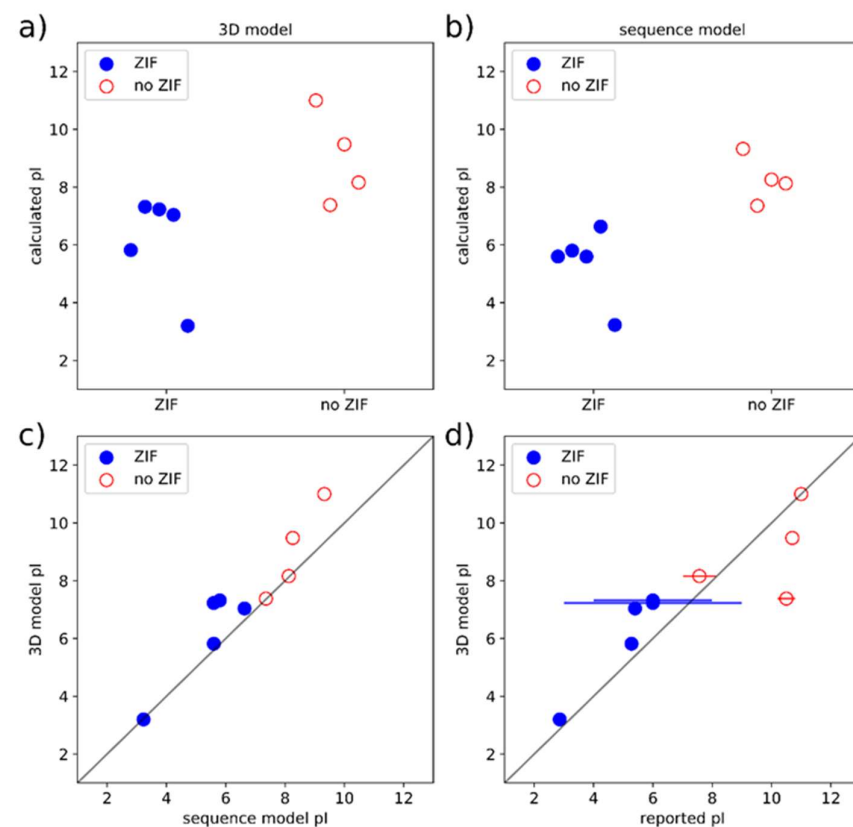 a)
3D model
ZIF
no ZIF
calculated pI
12
10
8
6
4
2
ZIF
no ZIF
b)
sequence model
ZIF
no ZIF
calculated pI
12
10
8
6
4
2
ZIF
no ZIF
c)
ZIF
no ZIF
3D model pI
12
10
8
6
4
2
2
4
6
8
10
12
sequence model pI
d)
ZIF
no ZIF
3D model pI
12
10
8
6
4
2
2
4
6
8
10
12
reported pI